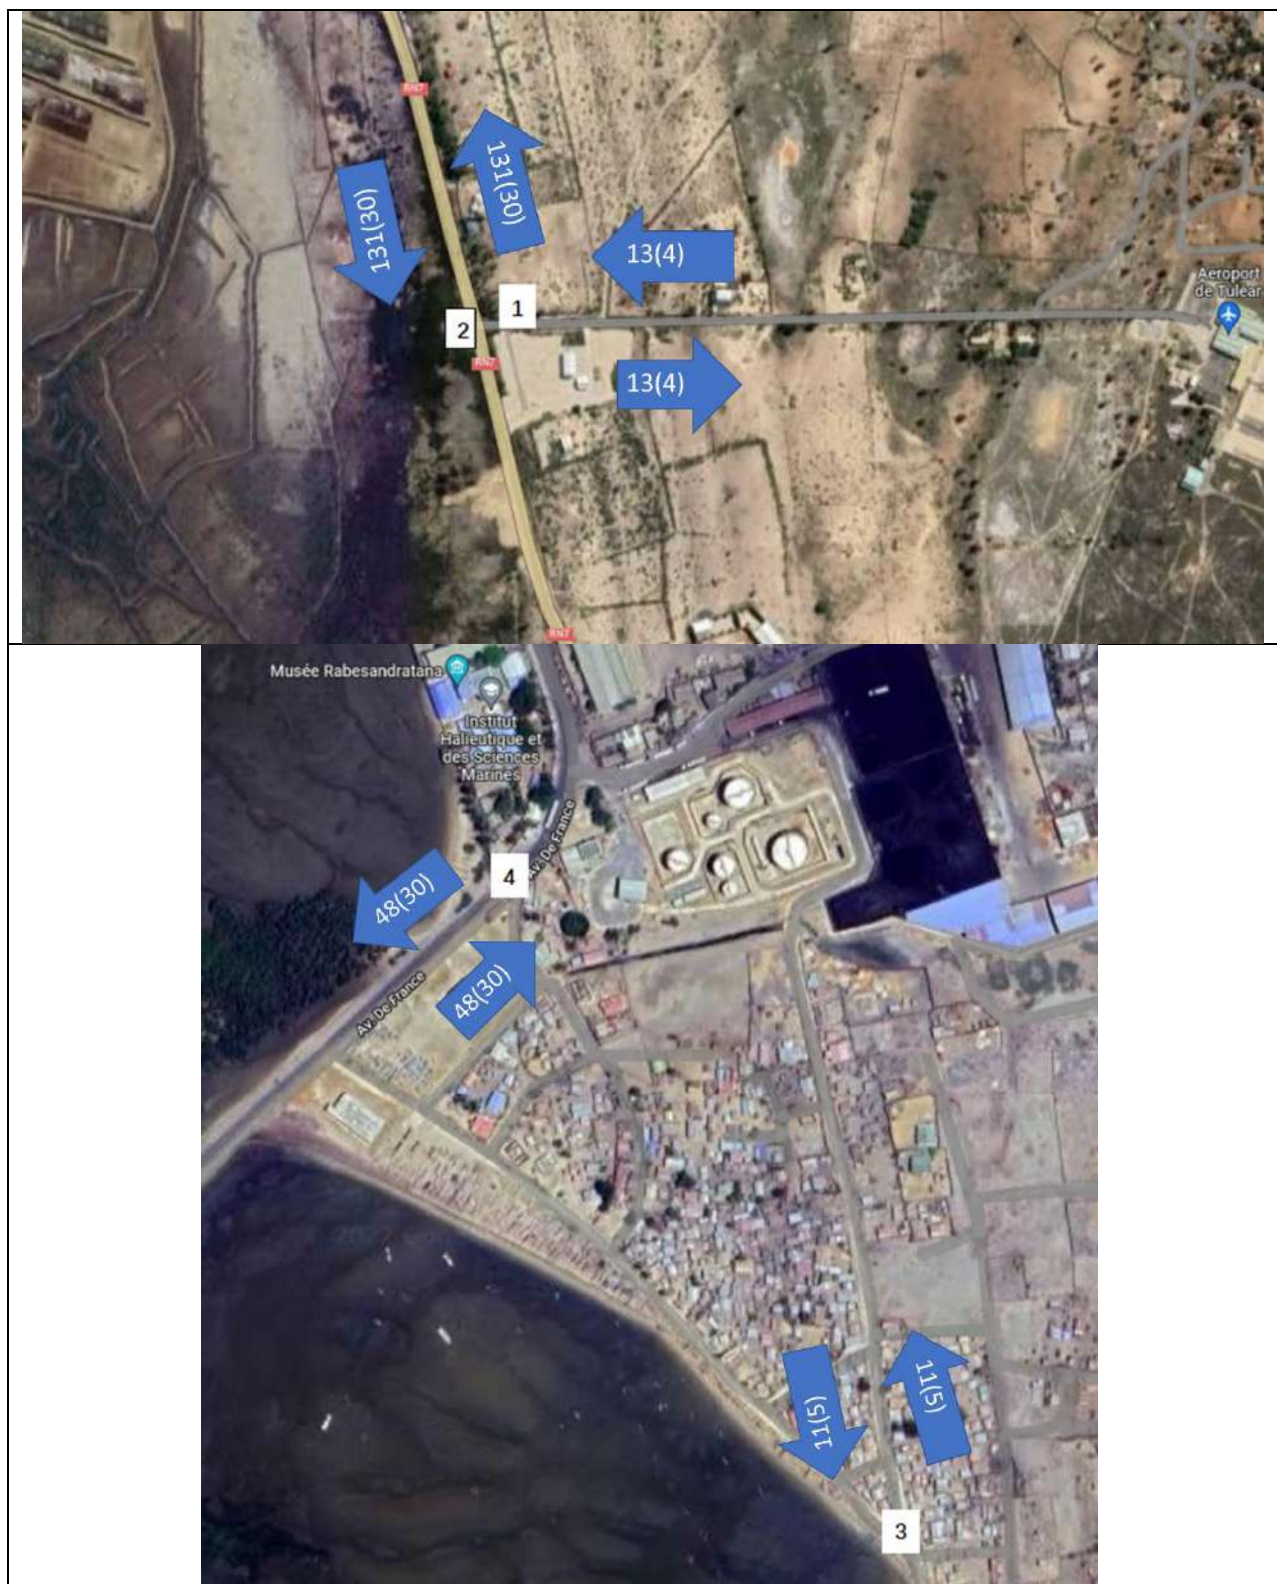 RN7
131(30)
131(30)
13(4)
Aeroport
de Tulear
1
2
RN7
13(4)
RN7
Musée Rabesandratana
Institut
Halieutique et
des Sciences
Marines
Av. De France
4
48(30)
48(30)
Av. De France
11(5)
11(5)
3